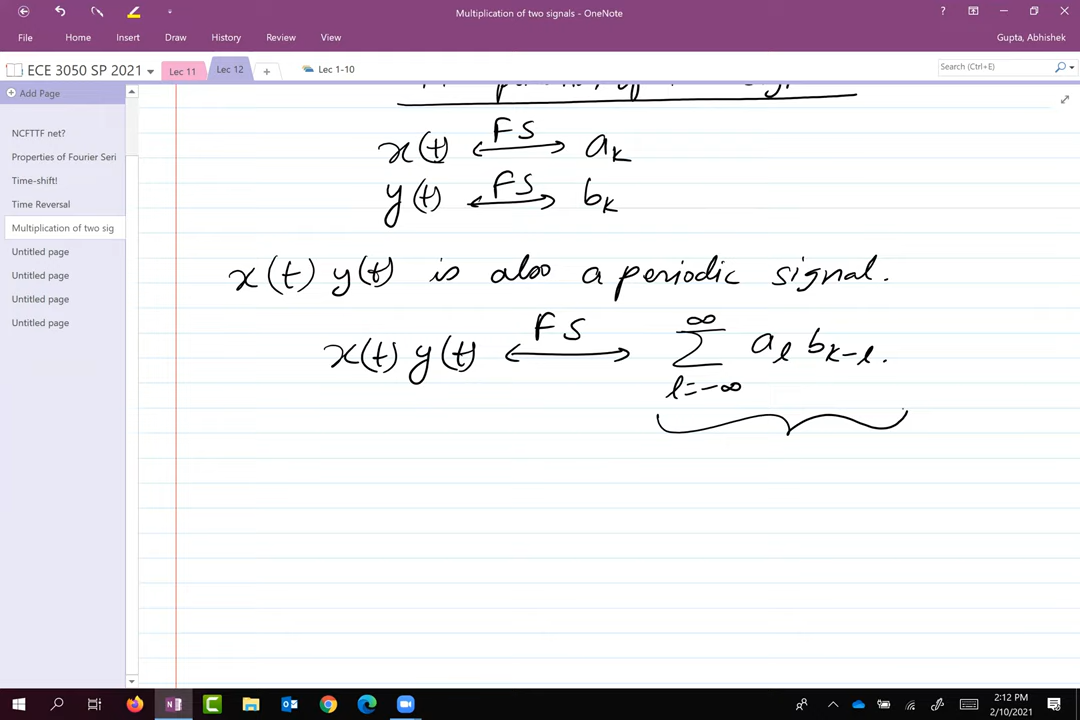 Multiplication of two signals - OneNote
Gupta, Abhishek
File Home Insert Draw History Review View
ECE 3050 SP 2021 Lec 11 Lec 12 + Lec 1-10
Search (Ctrl+E)
Add Page
NCFTTF net?
Properties of Fourier Seri
Time-shift!
Time Reversal
Multiplication of two sig
Untitled page
Untitled page
Untitled page
Untitled page
x(t) ⟷ FS a_k
y(t) ⟷ FS b_k
x(t) y(t) is also a periodic signal.
x(t) y(t) ⟷ FS ∑_{l=-∞}^{∞} a_l b_{k-l}.
2:12 PM
2/10/2021